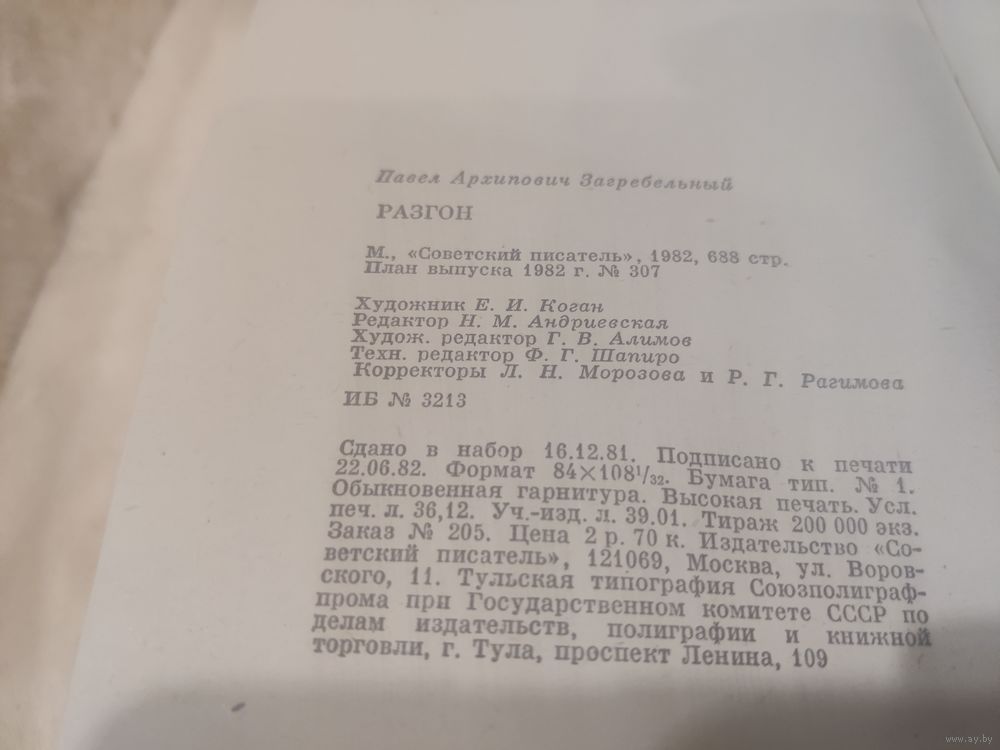 Павел Архипович Загребельный
РАЗГОН
М., «Советский писатель», 1982, 688 стр.
План выпуска 1982 г. № 307
Художник Е. И. Коган
Редактор Н. М. Андриевская
Худож. редактор Г. В. Алимов
Техн. редактор Ф. Г. Шапиро
Корректоры Л. Н. Морозова и Р. Г. Рагимова
ИБ № 3213
Сдано в набор 16.12.81. Подписано к печати
22.06.82. Формат 84×108¹/₃₂. Бумага тип. № 1.
Обыкновенная гарнитура. Высокая печать. Усл.
печ. л. 36,12. Уч.-изд. л. 39.01. Тираж 200 000 экз.
Заказ № 205. Цена 2 р. 70 к. Издательство «Со-
ветский писатель», 121069, Москва, ул. Воров-
ского, 11. Тульская типография Союзполиграф-
прома при Государственном комитете СССР по
делам издательств, полиграфии и книжной
торговли, г. Тула, проспект Ленина, 109
www.ay.by